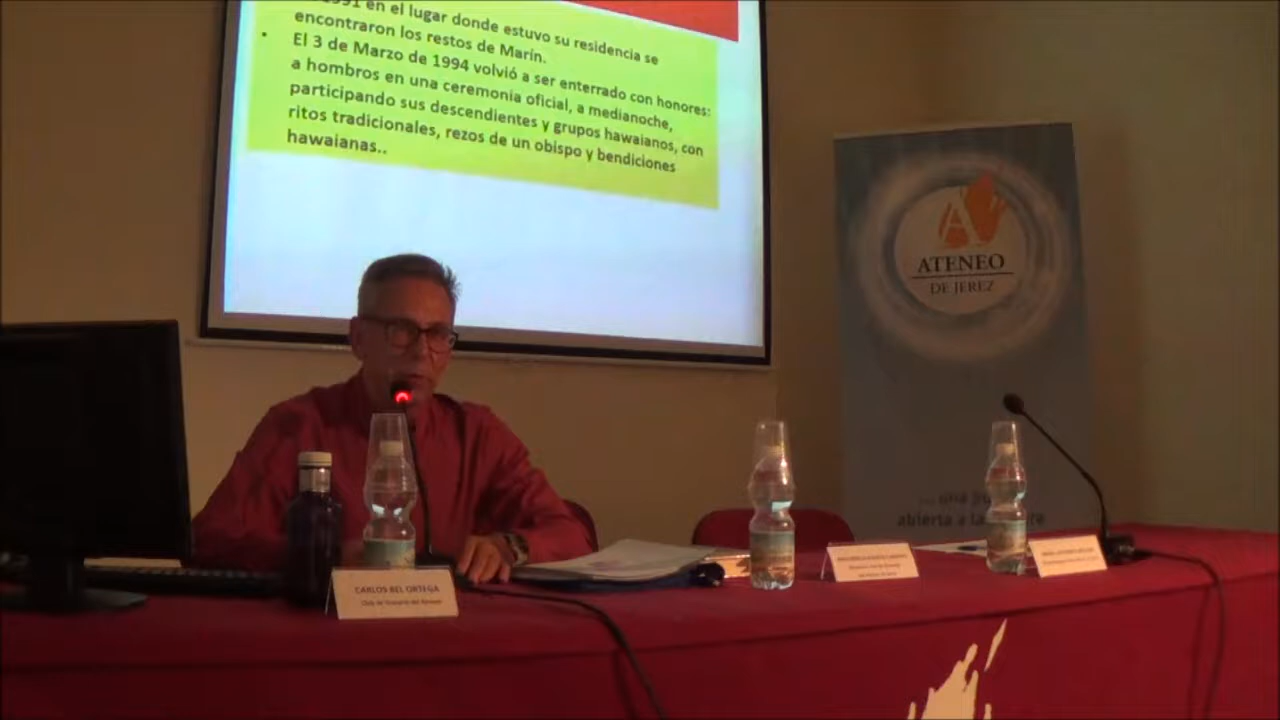 1991 en el lugar donde estuvo su residencia se
encontraron los restos de Marín.
• El 3 de Marzo de 1994 volvió a ser enterrado con honores:
a hombros en una ceremonia oficial, a medianoche,
participando sus descendientes y grupos hawaianos, con
ritos tradicionales, rezos de un obispo y bendiciones
hawaianas..
A
ATENEO
DE JEREZ
una
abierta a la
CARLOS BEL ORTEGA